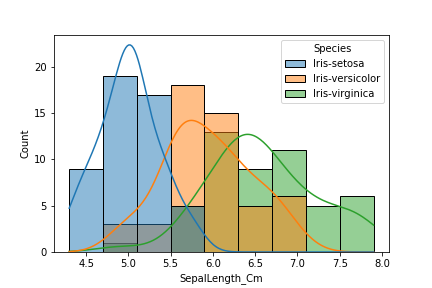 Species
Iris-setosa
Iris-versicolor
Iris-virginica
20
15
10
5
0
Count
4.5 5.0 5.5 6.0 6.5 7.0 7.5 8.0
SepalLength_Cm